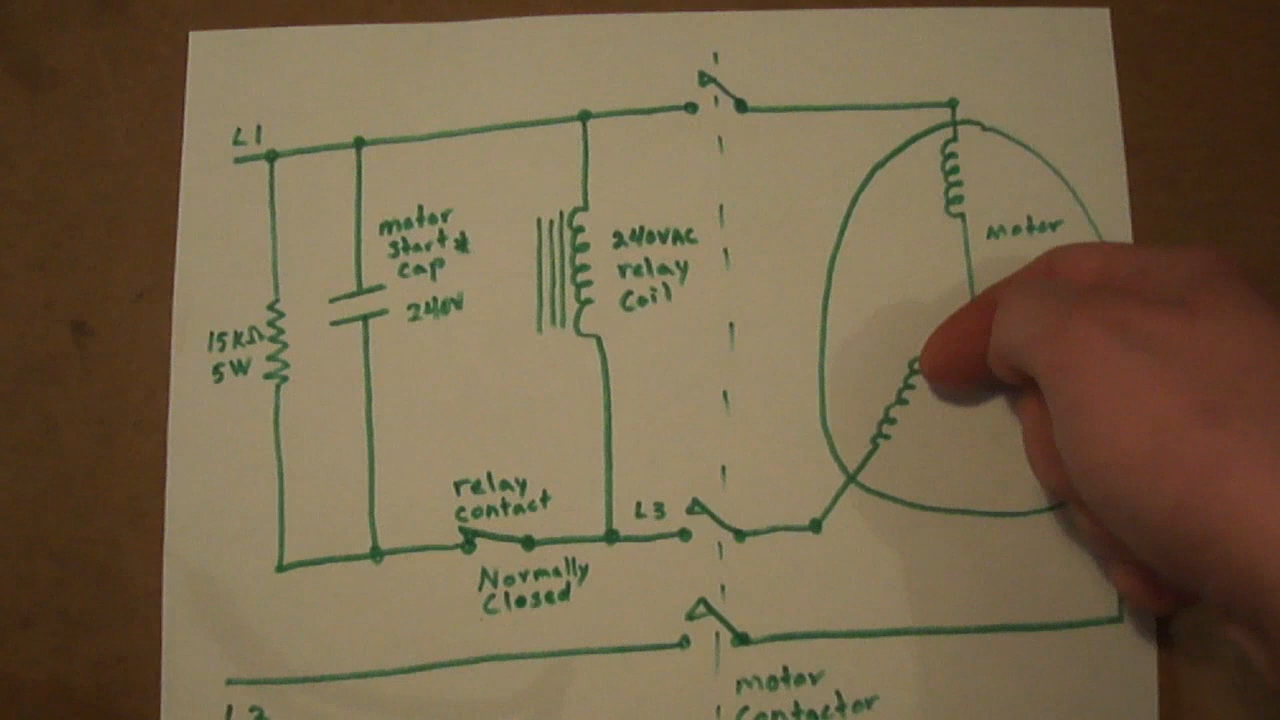 L1
motor
start *
cap
240V
15KΩ
5W
240VAC
relay
Coil
motor
relay
contact
Normally
Closed
L3
L2
motor
Contactor